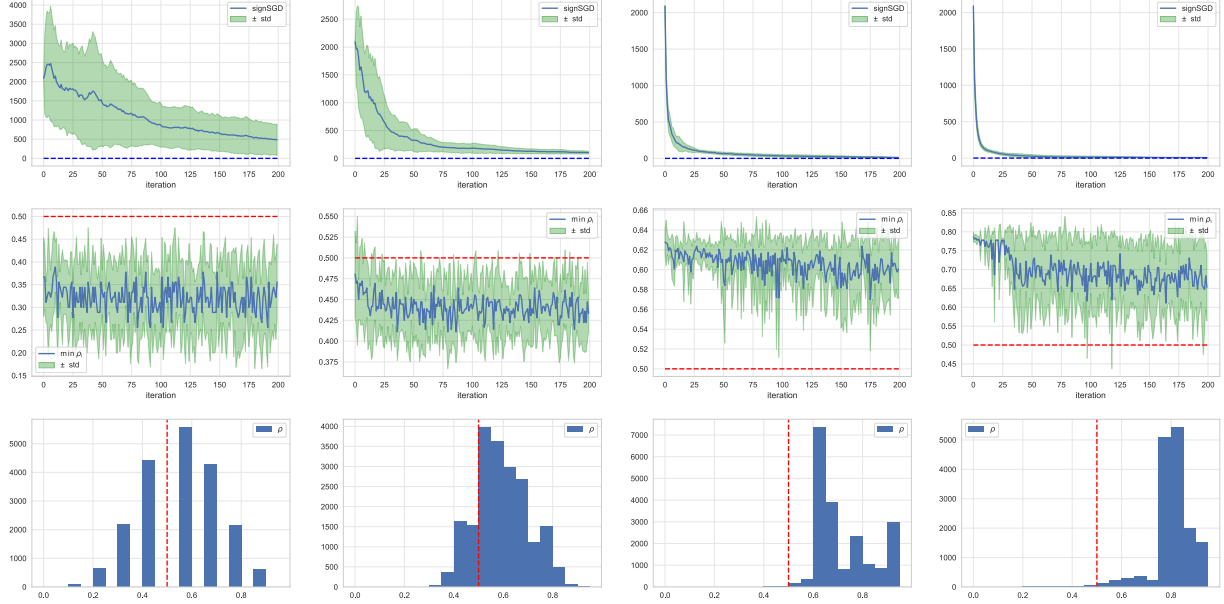 4000
3500
3000
2500
2000
1500
1000
500
0
0 25 50 75 100 125 150 175 200
iteration
signSGD
± std
2500
2000
1500
1000
500
0
0 25 50 75 100 125 150 175 200
iteration
signSGD
± std
2000
1500
1000
500
0
0 25 50 75 100 125 150 175 200
iteration
signSGD
± std
2000
1500
1000
500
0
0 25 50 75 100 125 150 175 200
iteration
signSGD
± std
0.50
0.45
0.40
0.35
0.30
0.25
0.20
0.15
0 25 50 75 100 125 150 175 200
iteration
min ρᵢ
± std
0.550
0.525
0.500
0.475
0.450
0.425
0.400
0.375
0 25 50 75 100 125 150 175 200
iteration
min ρᵢ
± std
0.66
0.64
0.62
0.60
0.58
0.56
0.54
0.52
0.50
0 25 50 75 100 125 150 175 200
iteration
min ρᵢ
± std
0.85
0.80
0.75
0.70
0.65
0.60
0.55
0.50
0.45
0 25 50 75 100 125 150 175 200
iteration
min ρᵢ
± std
5000
4000
3000
2000
1000
0
0.0 0.2 0.4 0.6 0.8
ρ
4000
3500
3000
2500
2000
1500
1000
500
0
0.0 0.2 0.4 0.6 0.8
ρ
7000
6000
5000
4000
3000
2000
1000
0
0.0 0.2 0.4 0.6 0.8
ρ
5000
4000
3000
2000
1000
0
0.0 0.2 0.4 0.6 0.8
ρ